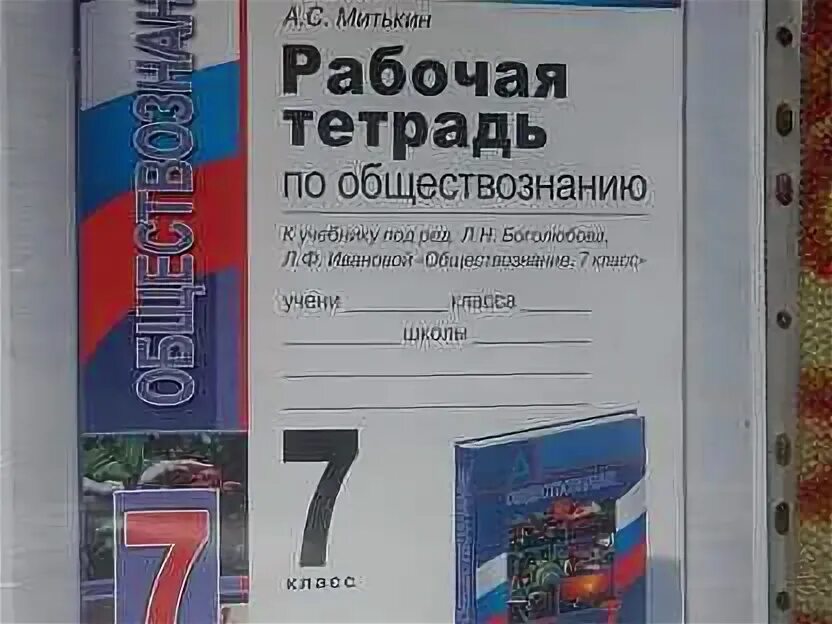 А.С. Митькин
Рабочая
тетрадь
по обществознанию
К учебнику под ред. Л.Н. Боголюбова,
Л.Ф. Ивановой «Обществознание. 7 класс»
учени класса
школы
7
класс
ОБЩЕСТВОЗНАН
7